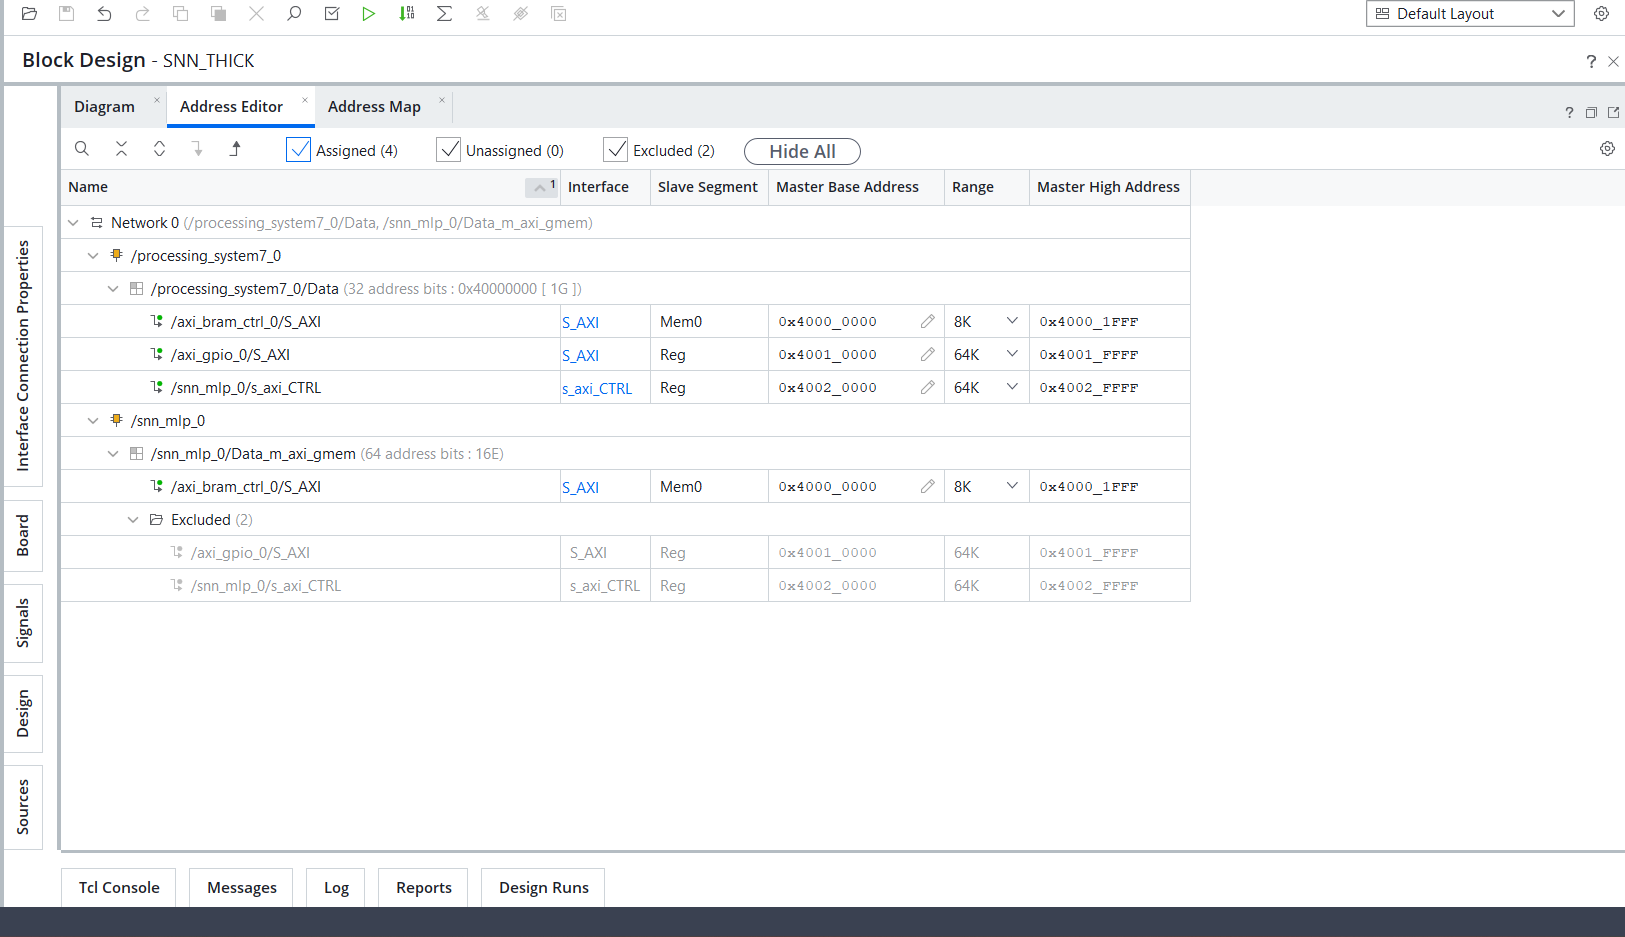 Default Layout
Block Design - SNN_THICK
?
Diagram Address Editor Address Map
?
Assigned (4) Unassigned (0) Excluded (2) Hide All
Name 1 Interface Slave Segment Master Base Address Range Master High Address
Network 0 (/processing_system7_0/Data, /snn_mlp_0/Data_m_axi_gmem)
/processing_system7_0
/processing_system7_0/Data (32 address bits : 0x40000000 [ 1G ])
/axi_bram_ctrl_0/S_AXI S_AXI Mem0 0x4000_0000 8K 0x4000_1FFF
/axi_gpio_0/S_AXI S_AXI Reg 0x4001_0000 64K 0x4001_FFFF
/snn_mlp_0/s_axi_CTRL s_axi_CTRL Reg 0x4002_0000 64K 0x4002_FFFF
/snn_mlp_0
/snn_mlp_0/Data_m_axi_gmem (64 address bits : 16E)
/axi_bram_ctrl_0/S_AXI S_AXI Mem0 0x4000_0000 8K 0x4000_1FFF
Excluded (2)
/axi_gpio_0/S_AXI S_AXI Reg 0x4001_0000 64K 0x4001_FFFF
/snn_mlp_0/s_axi_CTRL s_axi_CTRL Reg 0x4002_0000 64K 0x4002_FFFF
Interface Connection Properties
Board
Signals
Design
Sources
Tcl Console Messages Log Reports Design Runs